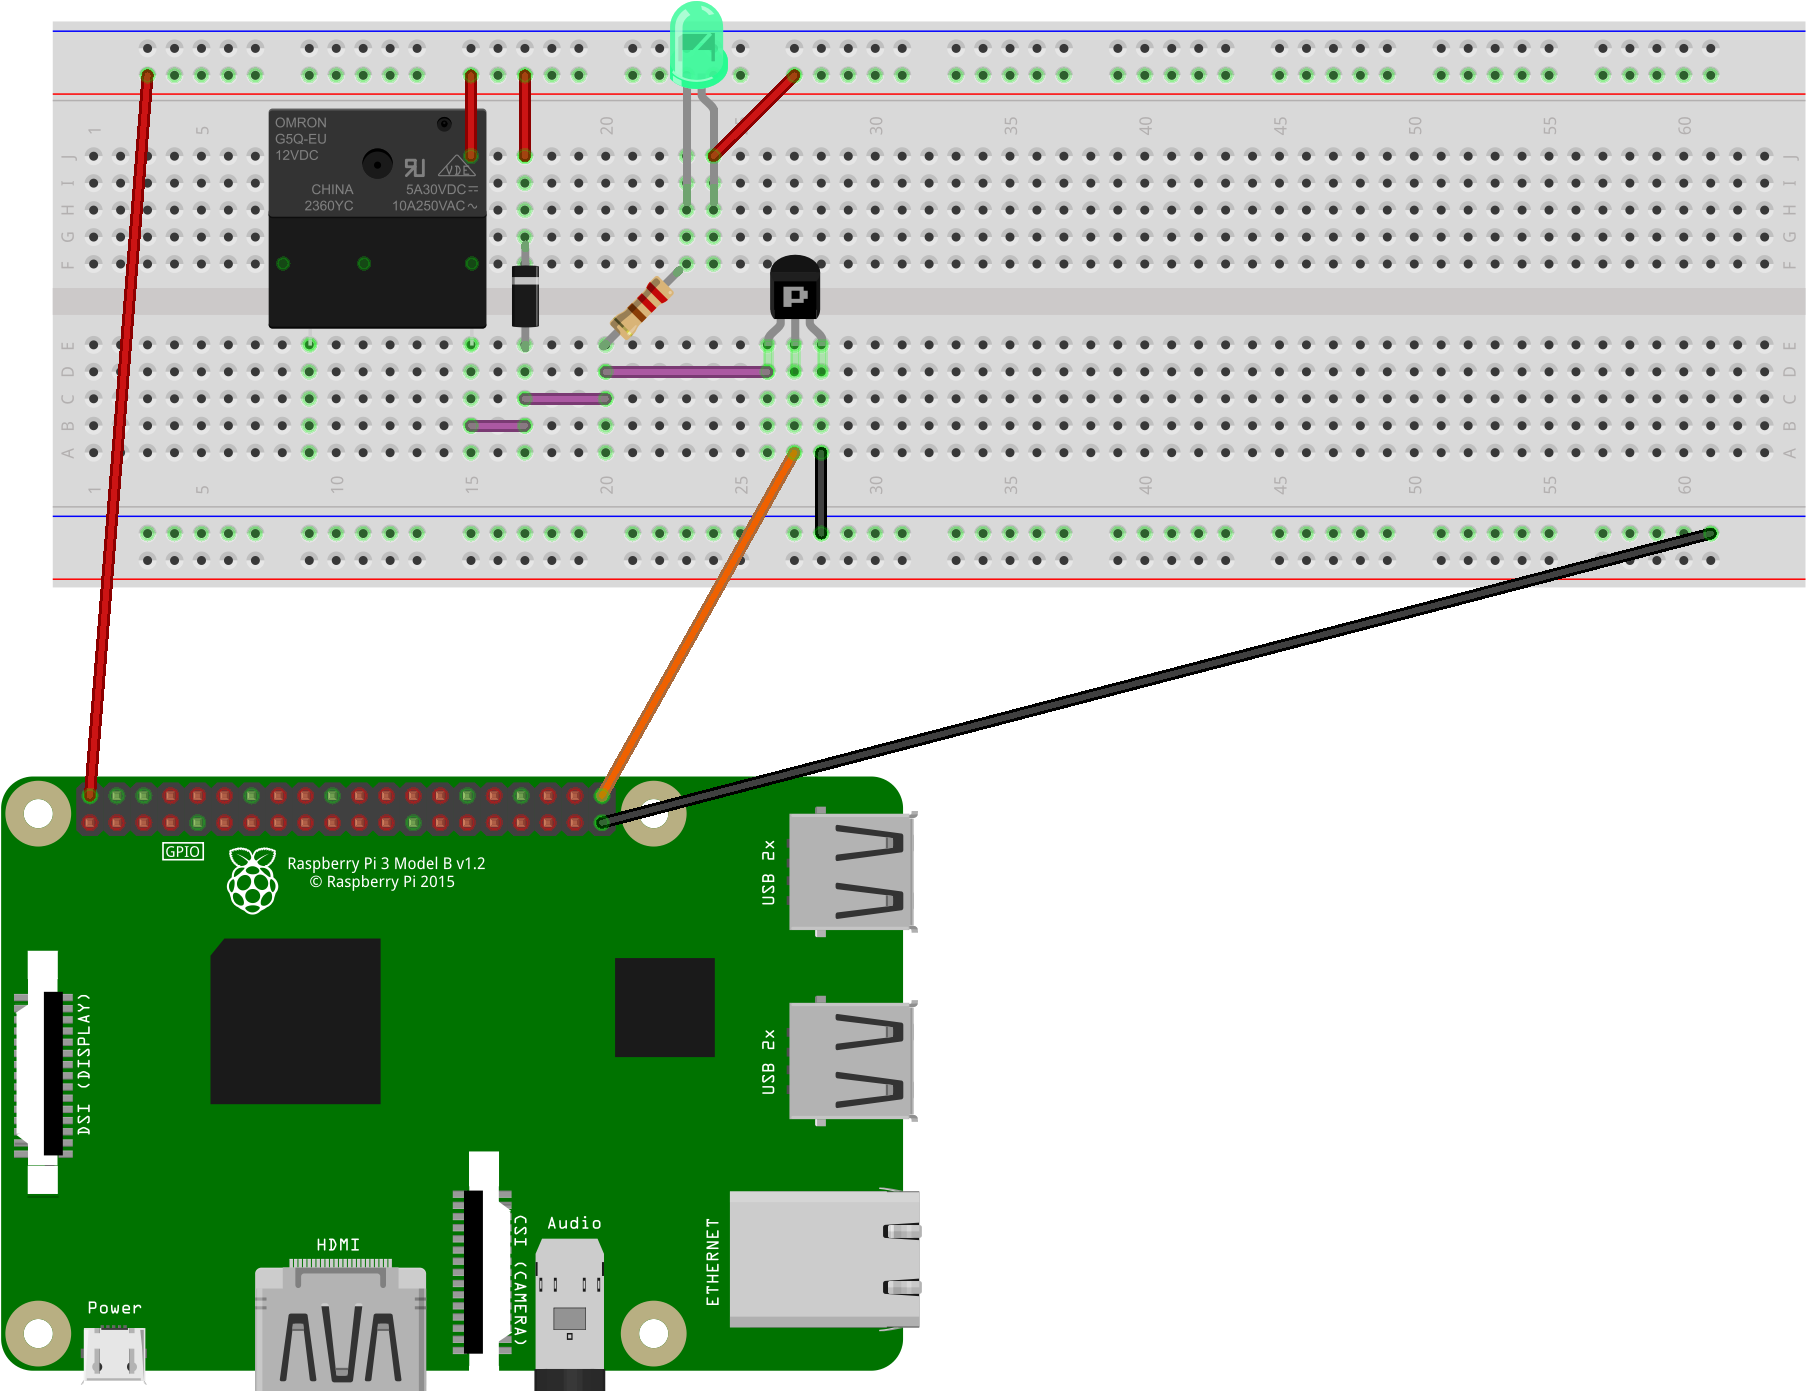 1 5 20 25 30 35 40 45 50 55 60
OMRON
G5Q-EU
12VDC
VDE
CHINA 5A30VDC
2360YC 10A250VAC~
J J
I I
H H
G G
F F
P
E E
D D
C C
B B
A A
1 5 10 15 20 25 30 35 40 45 50 55 60
GPIO
Raspberry Pi 3 Model B v1.2
© Raspberry Pi 2015
USB 2x
DSI (DISPLAY)
USB 2x
CSI (CAMERA)
Audio
ETHERNET
HDMI
Power